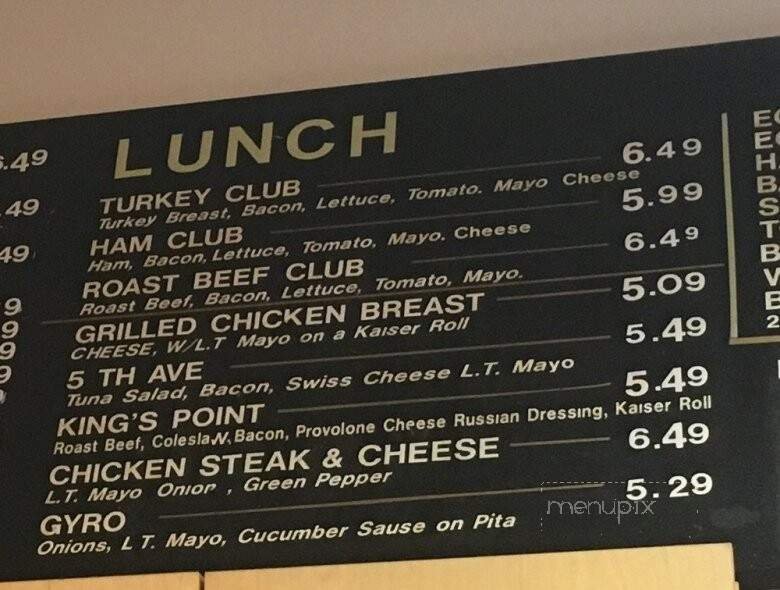 LUNCH
TURKEY CLUB 6.49
Turkey Breast, Bacon, Lettuce, Tomato. Mayo Cheese
HAM CLUB 5.99
Ham, Bacon, Lettuce, Tomato, Mayo. Cheese
ROAST BEEF CLUB 6.49
Roast Beef, Bacon, Lettuce, Tomato, Mayo.
GRILLED CHICKEN BREAST 5.09
CHEESE, W/L.T Mayo on a Kaiser Roll
5 TH AVE 5.49
Tuna Salad, Bacon, Swiss Cheese L.T. Mayo
KING'S POINT 5.49
Roast Beef, Coleslaw, Bacon, Provolone Cheese Russian Dressing, Kaiser Roll
CHICKEN STEAK & CHEESE 6.49
L.T. Mayo Onion , Green Pepper
GYRO 5.29
Onions, L T. Mayo, Cucumber Sause on Pita
menupix